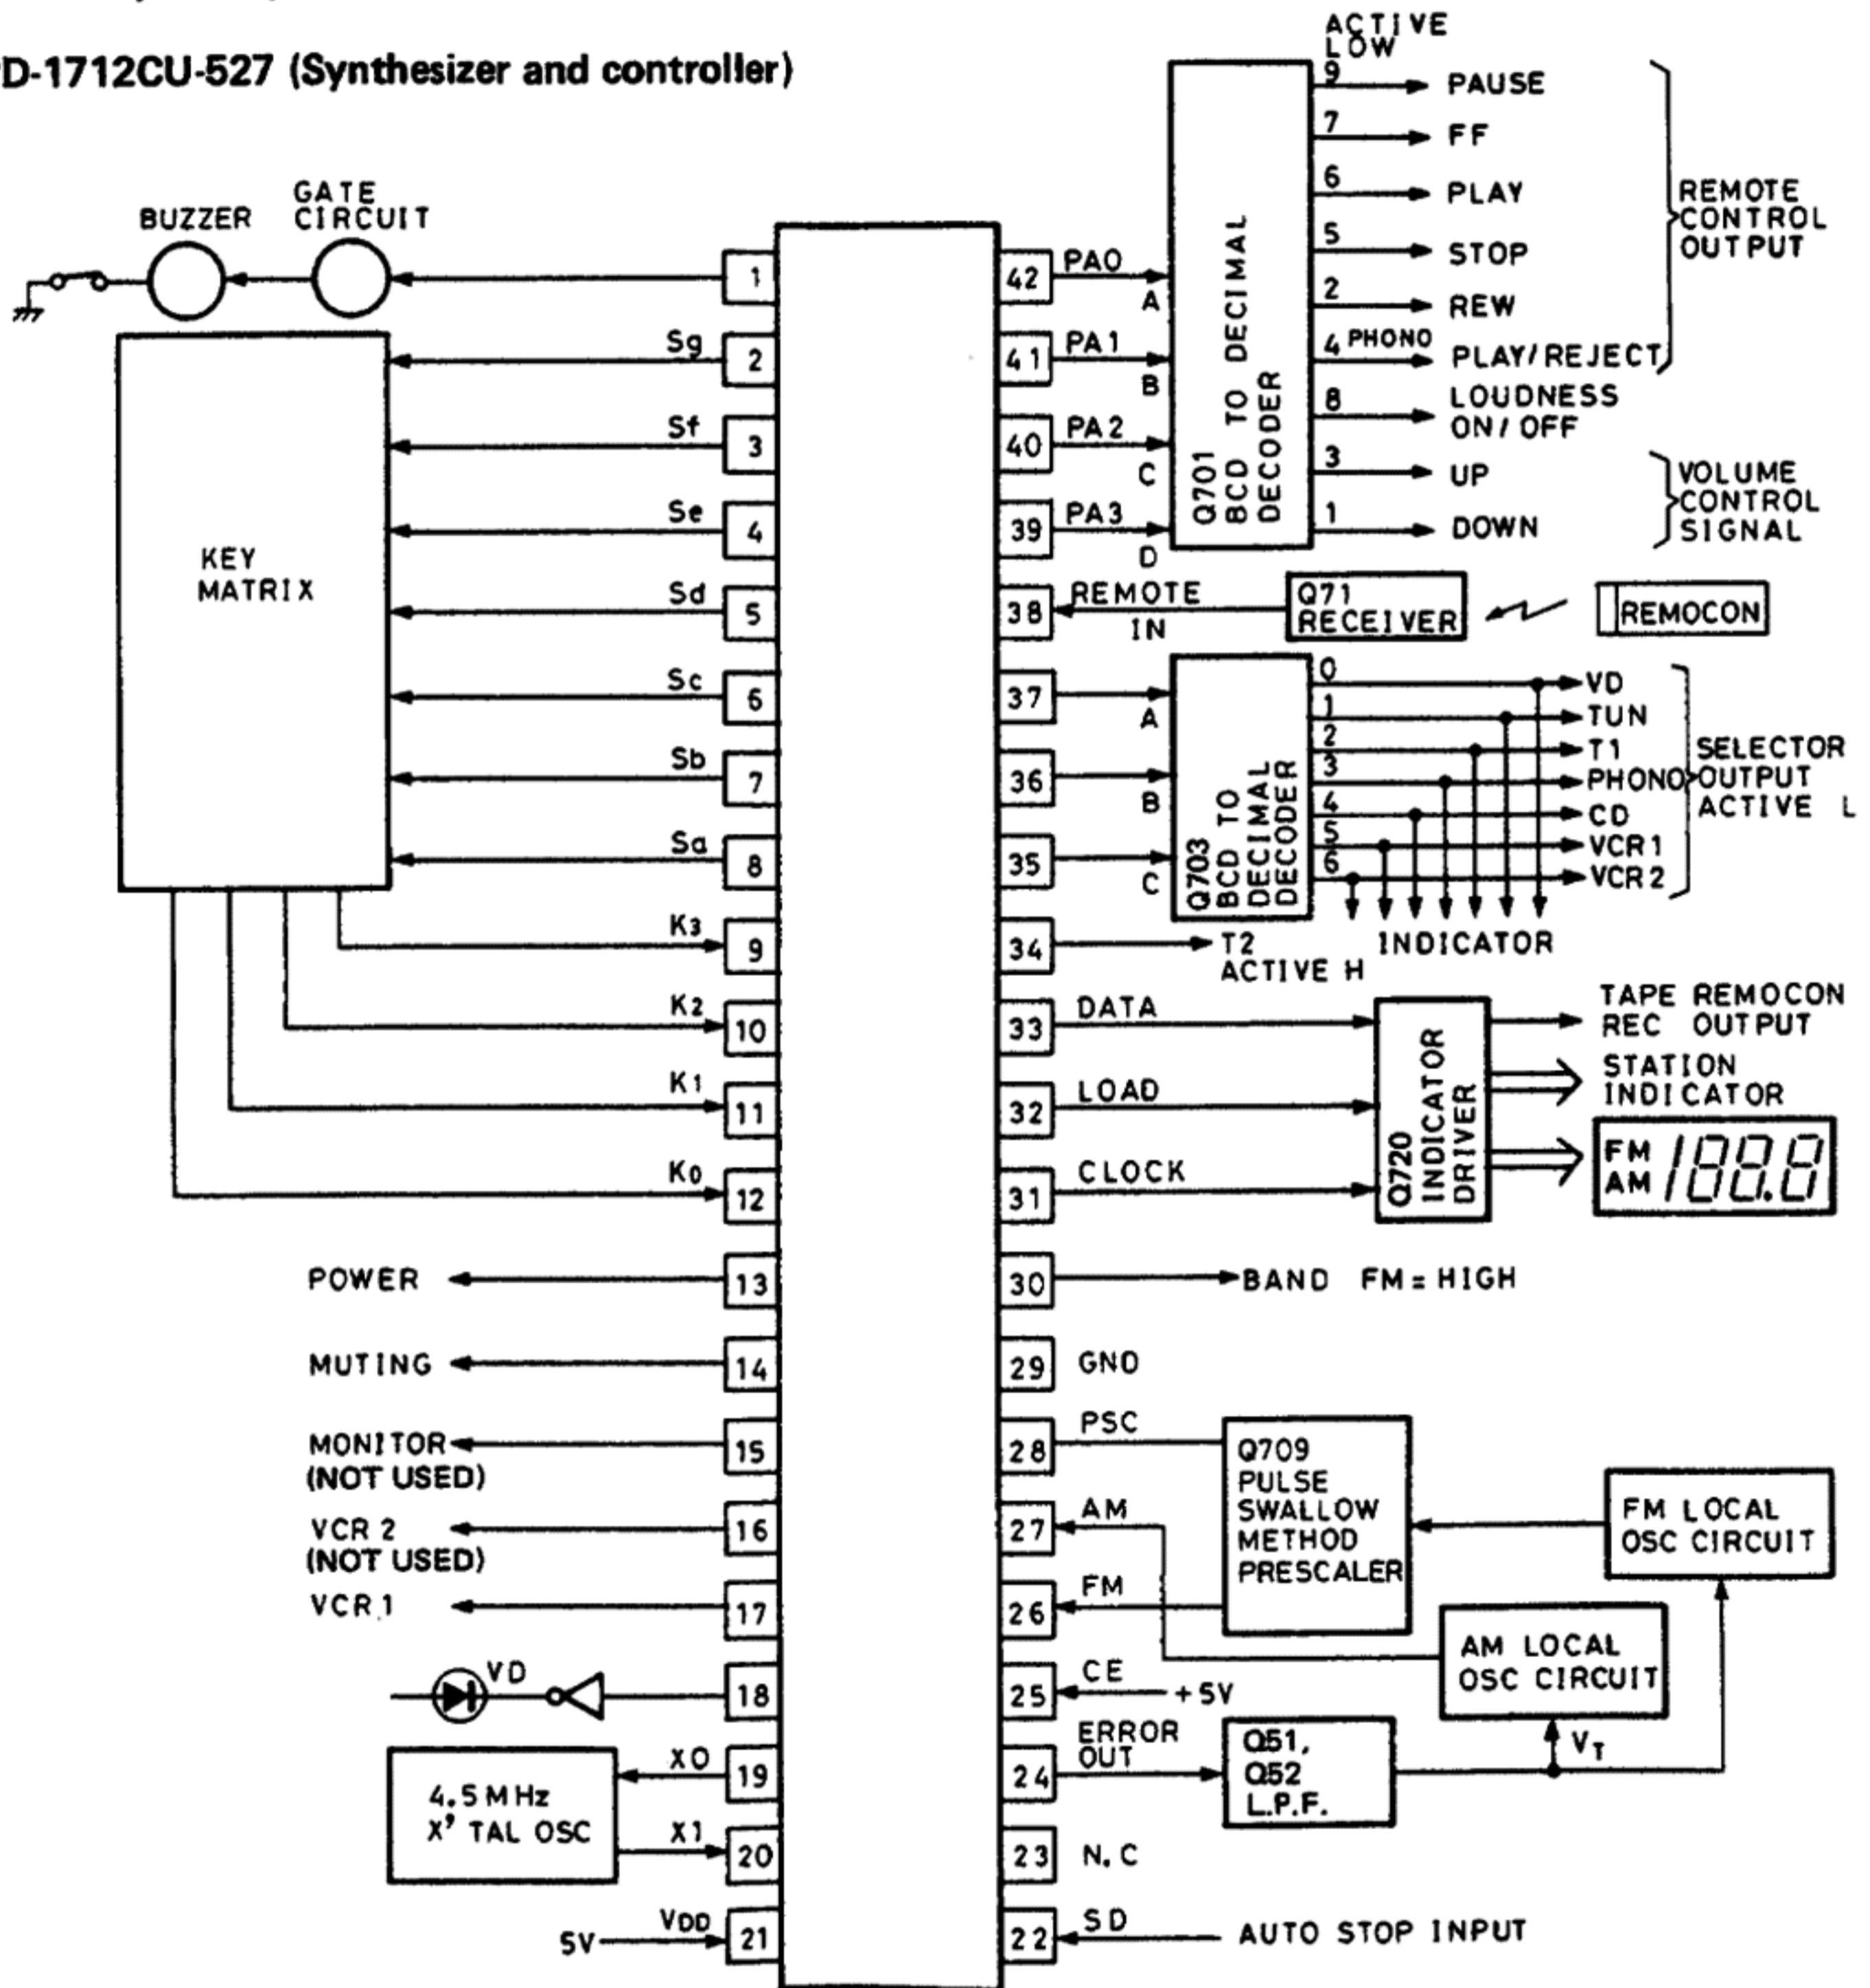 D-1712CU-527 (Synthesizer and controller)
BUZZER
GATE
CIRCUIT
KEY
MATRIX
1
Sg 2
Sf 3
Se 4
Sd 5
Sc 6
Sb 7
Sa 8
K3 9
K2 10
K1 11
K0 12
POWER 13
MUTING 14
MONITOR 15
(NOT USED)
VCR 2 16
(NOT USED)
VCR 1 17
VD 18
4.5MHz
X' TAL OSC
X0 19
X1 20
5V VDD 21
42 PA0 A
41 PA1 B
40 PA2 C
39 PA3 D
Q701
BCD TO DECIMAL
DECODER
ACTIVE
LOW
9 PAUSE
7 FF
6 PLAY
5 STOP
2 REW
4 PHONO PLAY/REJECT
REMOTE
CONTROL
OUTPUT
8 LOUDNESS
ON/OFF
3 UP
1 DOWN
VOLUME
CONTROL
SIGNAL
38 REMOTE
IN
Q71
RECEIVER
REMOCON
37 A
36 B
35 C
Q703
BCD TO
DECIMAL
DECODER
0 VD
1 TUN
2 T1
3 PHONO
4 CD
5 VCR1
6 VCR2
SELECTOR
OUTPUT
ACTIVE L
INDICATOR
34 T2
ACTIVE H
33 DATA
32 LOAD
31 CLOCK
Q720
INDICATOR
DRIVER
TAPE REMOCON
REC OUTPUT
STATION
INDICATOR
FM
AM
188.8
30 BAND FM = HIGH
29 GND
28 PSC
27 AM
26 FM
Q709
PULSE
SWALLOW
METHOD
PRESCALER
FM LOCAL
OSC CIRCUIT
AM LOCAL
OSC CIRCUIT
25 CE +5V
24 ERROR
OUT
Q51,
Q52
L.P.F.
VT
23 N.C
22 SD AUTO STOP INPUT